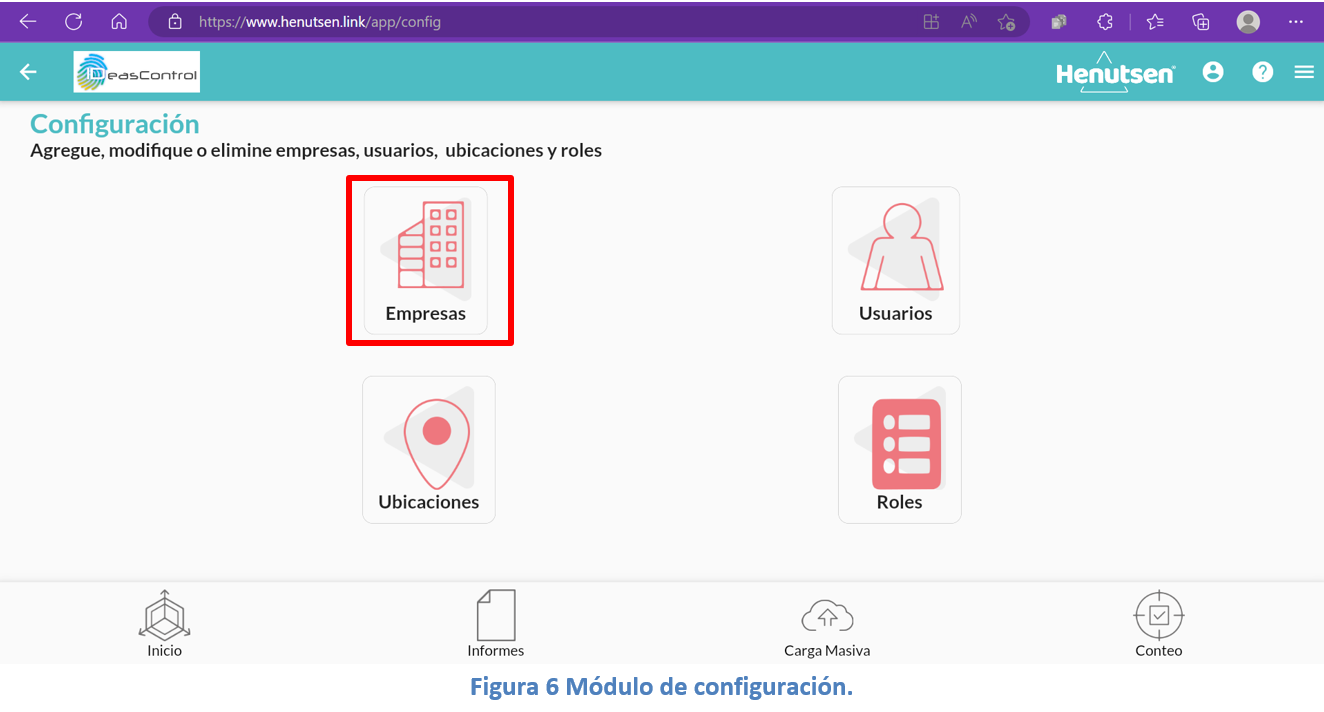 https://www.henutsen.link/app/config
measControl
Henutsen®
Configuración
Agregue, modifique o elimine empresas, usuarios, ubicaciones y roles
Empresas
Usuarios
Ubicaciones
Roles
Inicio
Informes
Carga Masiva
Conteo
Figura 6 Módulo de configuración.